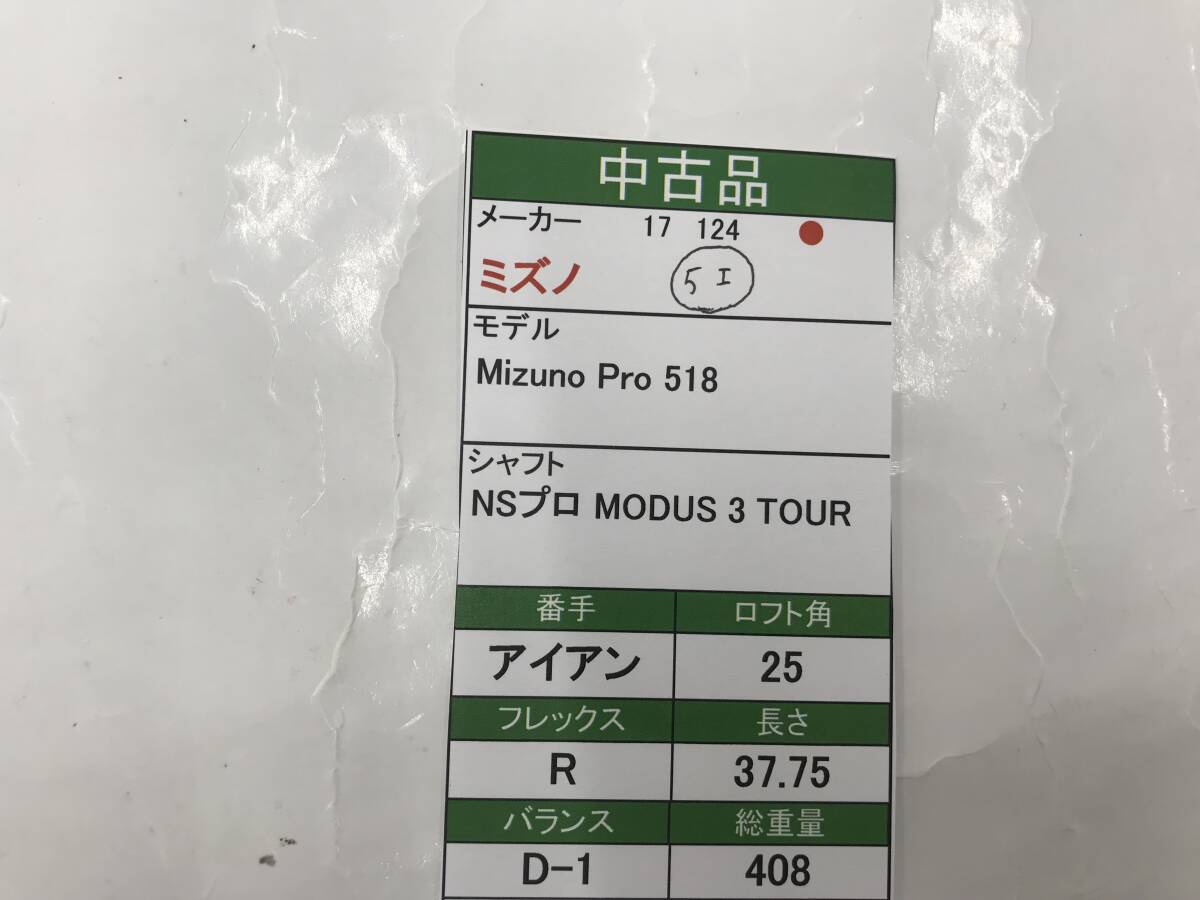 中古品
メーカー 17 124
ミズノ 5 I
モデル
Mizuno Pro 518
シャフト
NSプロ MODUS 3 TOUR
番手 ロフト角
アイアン 25
フレックス 長さ
R 37.75
バランス 総重量
D-1 408